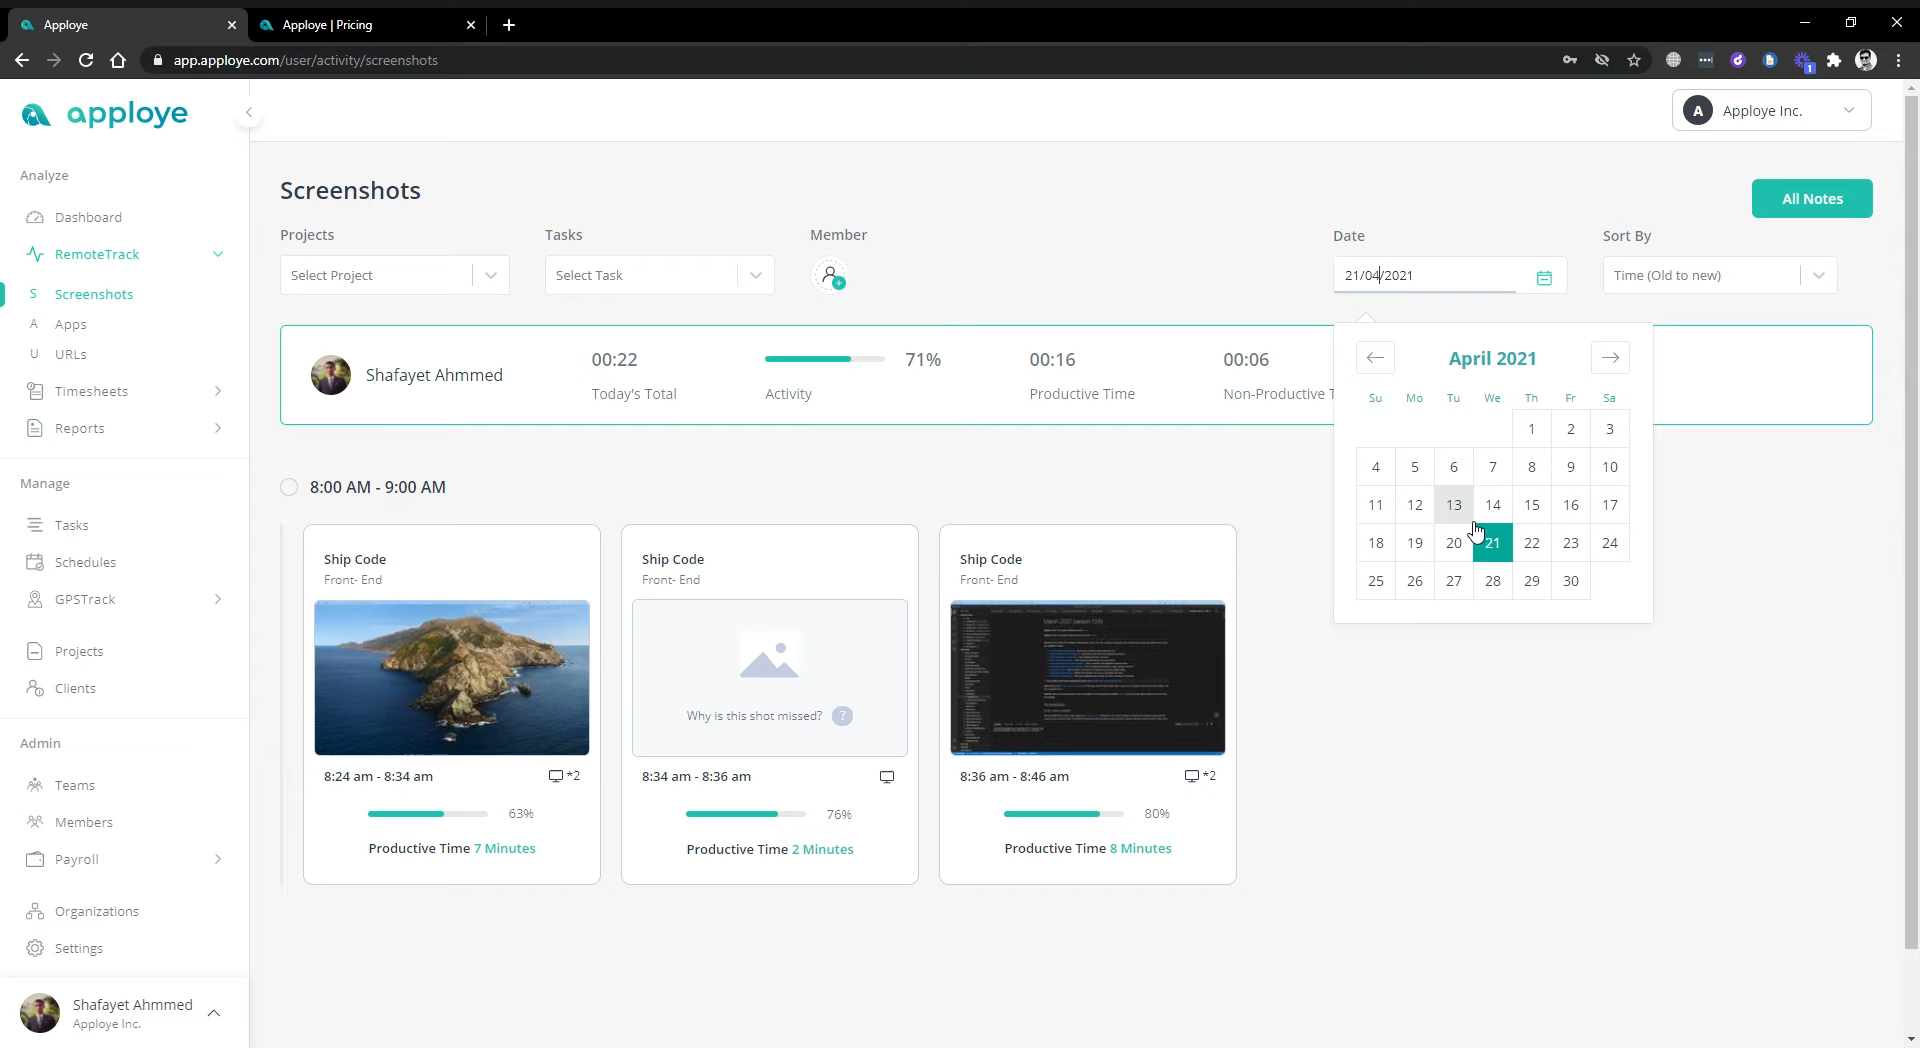 Apploye
Apploye | Pricing
app.apploye.com/user/activity/screenshots
1
apploye
A Apploye Inc.
Analyze
Dashboard
RemoteTrack
S Screenshots
A Apps
U URLs
Timesheets
Reports
Manage
Tasks
Schedules
GPSTrack
Projects
Clients
Admin
Teams
Members
Payroll
Organizations
Settings
Shafayet Ahmmed
Apploye Inc.
Screenshots
All Notes
Projects Tasks Member Date Sort By
Select Project Select Task 21/04/2021 Time (Old to new)
Shafayet Ahmmed
00:22 71% 00:16 00:06
Today's Total Activity Productive Time Non-Productive T
April 2021
Su Mo Tu We Th Fr Sa
1 2 3
4 5 6 7 8 9 10
11 12 13 14 15 16 17
18 19 20 21 22 23 24
25 26 27 28 29 30
8:00 AM - 9:00 AM
Ship Code
Front- End
8:24 am - 8:34 am *2
63%
Productive Time 7 Minutes
Ship Code
Front- End
Why is this shot missed? ?
8:34 am - 8:36 am
76%
Productive Time 2 Minutes
Ship Code
Front- End
8:36 am - 8:46 am *2
80%
Productive Time 8 Minutes